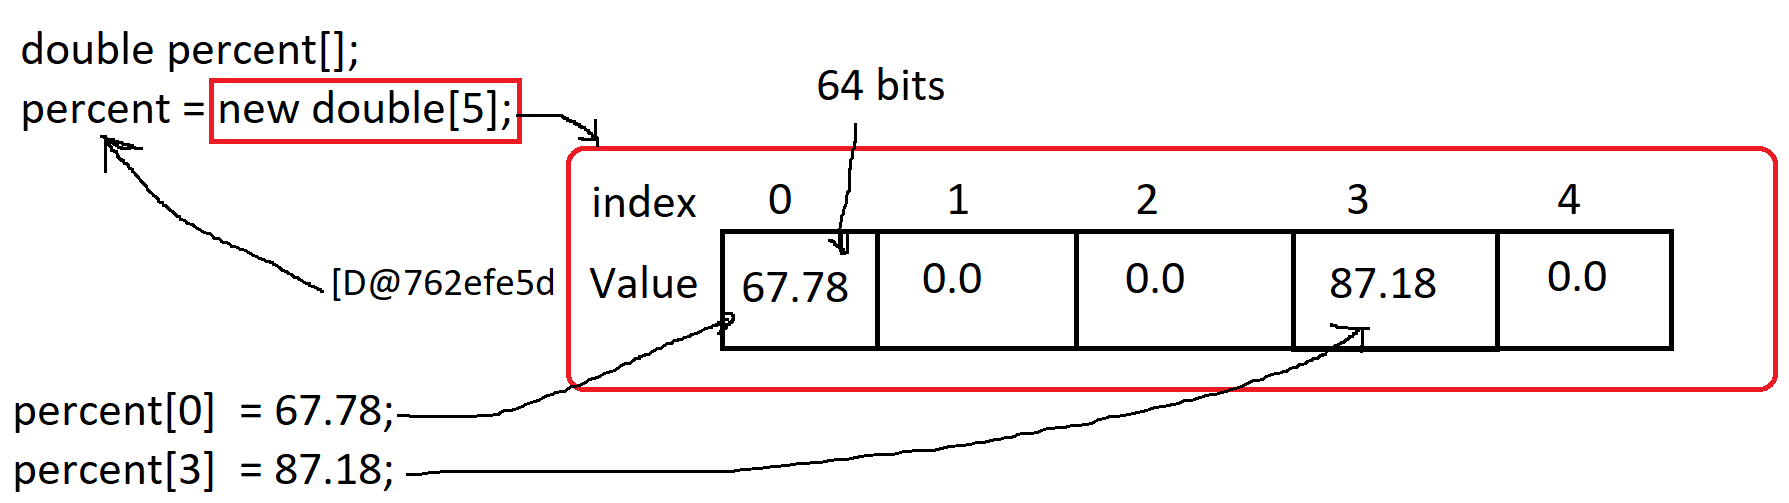 double percent[];
percent = new double[5];
64 bits
index 0 1 2 3 4
[D@762efe5d
Value 67.78 0.0 0.0 87.18 0.0
percent[0] = 67.78;
percent[3] = 87.18;